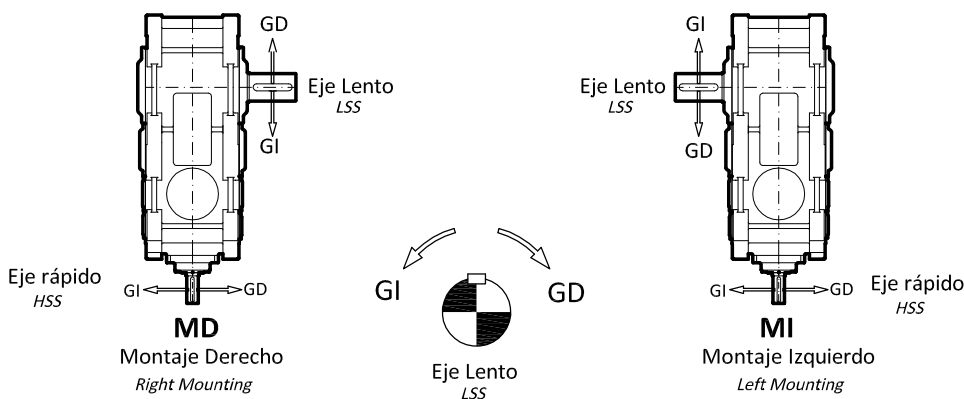 GD
Eje Lento
LSS
GI
Eje rápido
HSS
GI
GD
MD
Montaje Derecho
Right Mounting
GI
GD
Eje Lento
LSS
GI
Eje Lento
LSS
GD
Eje rápido
HSS
GI
GD
MI
Montaje Izquierdo
Left Mounting